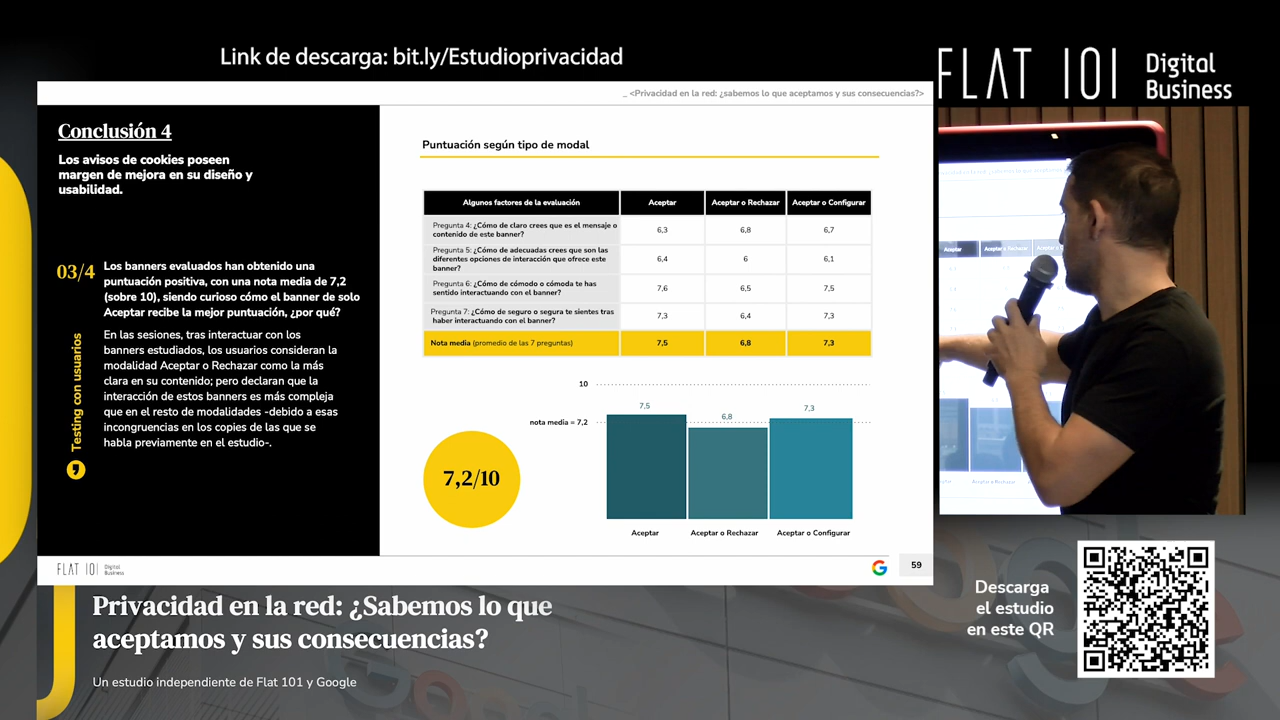 Link de descarga: bit.ly/Estudioprivacidad
FLAT 101 Digital
Business
_ <Privacidad en la red: ¿sabemos lo que aceptamos y sus consecuencias?>
Conclusión 4
Los avisos de cookies poseen
margen de mejora en su diseño y
usabilidad.
03/4
Los banners evaluados han obtenido una
puntuación positiva, con una nota media de 7,2
(sobre 10), siendo curioso cómo el banner de solo
Aceptar recibe la mejor puntuación, ¿por qué?
Testing con usuarios
En las sesiones, tras interactuar con los
banners estudiados, los usuarios consideran la
modalidad Aceptar o Rechazar como la más
clara en su contenido; pero declaran que la
interacción de estos banners es más compleja
que en el resto de modalidades -debido a esas
incongruencias en los copies de las que se
habla previamente en el estudio-.
Puntuación según tipo de modal
Algunos factores de la evaluación Aceptar Aceptar o Rechazar Aceptar o Configurar
Pregunta 4: ¿Cómo de claro crees que es el mensaje o
contenido de este banner? 6,3 6,8 6,7
Pregunta 5: ¿Cómo de adecuadas crees que son las
diferentes opciones de interacción que ofrece este
banner? 6,4 6 6,1
Pregunta 6: ¿Cómo de cómodo o cómoda te has
sentido interactuando con el banner? 7,6 6,5 7,5
Pregunta 7: ¿Cómo de seguro o segura te sientes tras
haber interactuando con el banner? 7,3 6,4 7,3
Nota media (promedio de las 7 preguntas) 7,5 6,8 7,3
10
nota media = 7,2
7,5
6,8
7,3
7,2/10
Aceptar Aceptar o Rechazar Aceptar o Configurar
FLAT 101 Digital
Business
G 59
Aceptar Aceptar o Rechazar
Aceptar o Rechazar
Privacidad en la red: ¿Sabemos lo que
aceptamos y sus consecuencias?
Un estudio independiente de Flat 101 y Google
Descarga
el estudio
en este QR